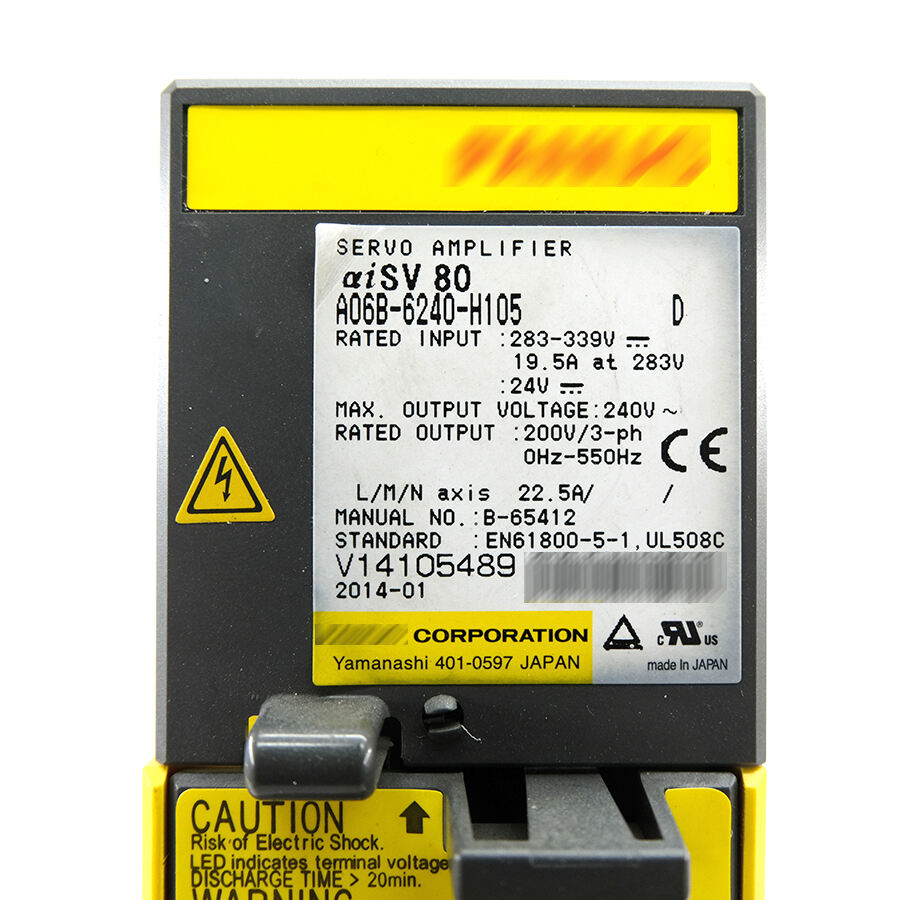 SERVO AMPLIFIER
αiSV 80
A06B-6240-H105 D
RATED INPUT :283-339V ⎓
19.5A at 283V
:24V ⎓
MAX. OUTPUT VOLTAGE:240V ~
RATED OUTPUT :200V/3-ph
0Hz-550Hz
CE
L/M/N axis 22.5A/ /
MANUAL NO.:B-65412
STANDARD :EN61800-5-1,UL508C
V14105489
2014-01
CORPORATION
Yamanashi 401-0597 JAPAN
c RU ® US
made In JAPAN
CAUTION
Risk of Electric Shock.
LED indicates terminal voltage
DISCHARGE TIME > 20min.
WARNING